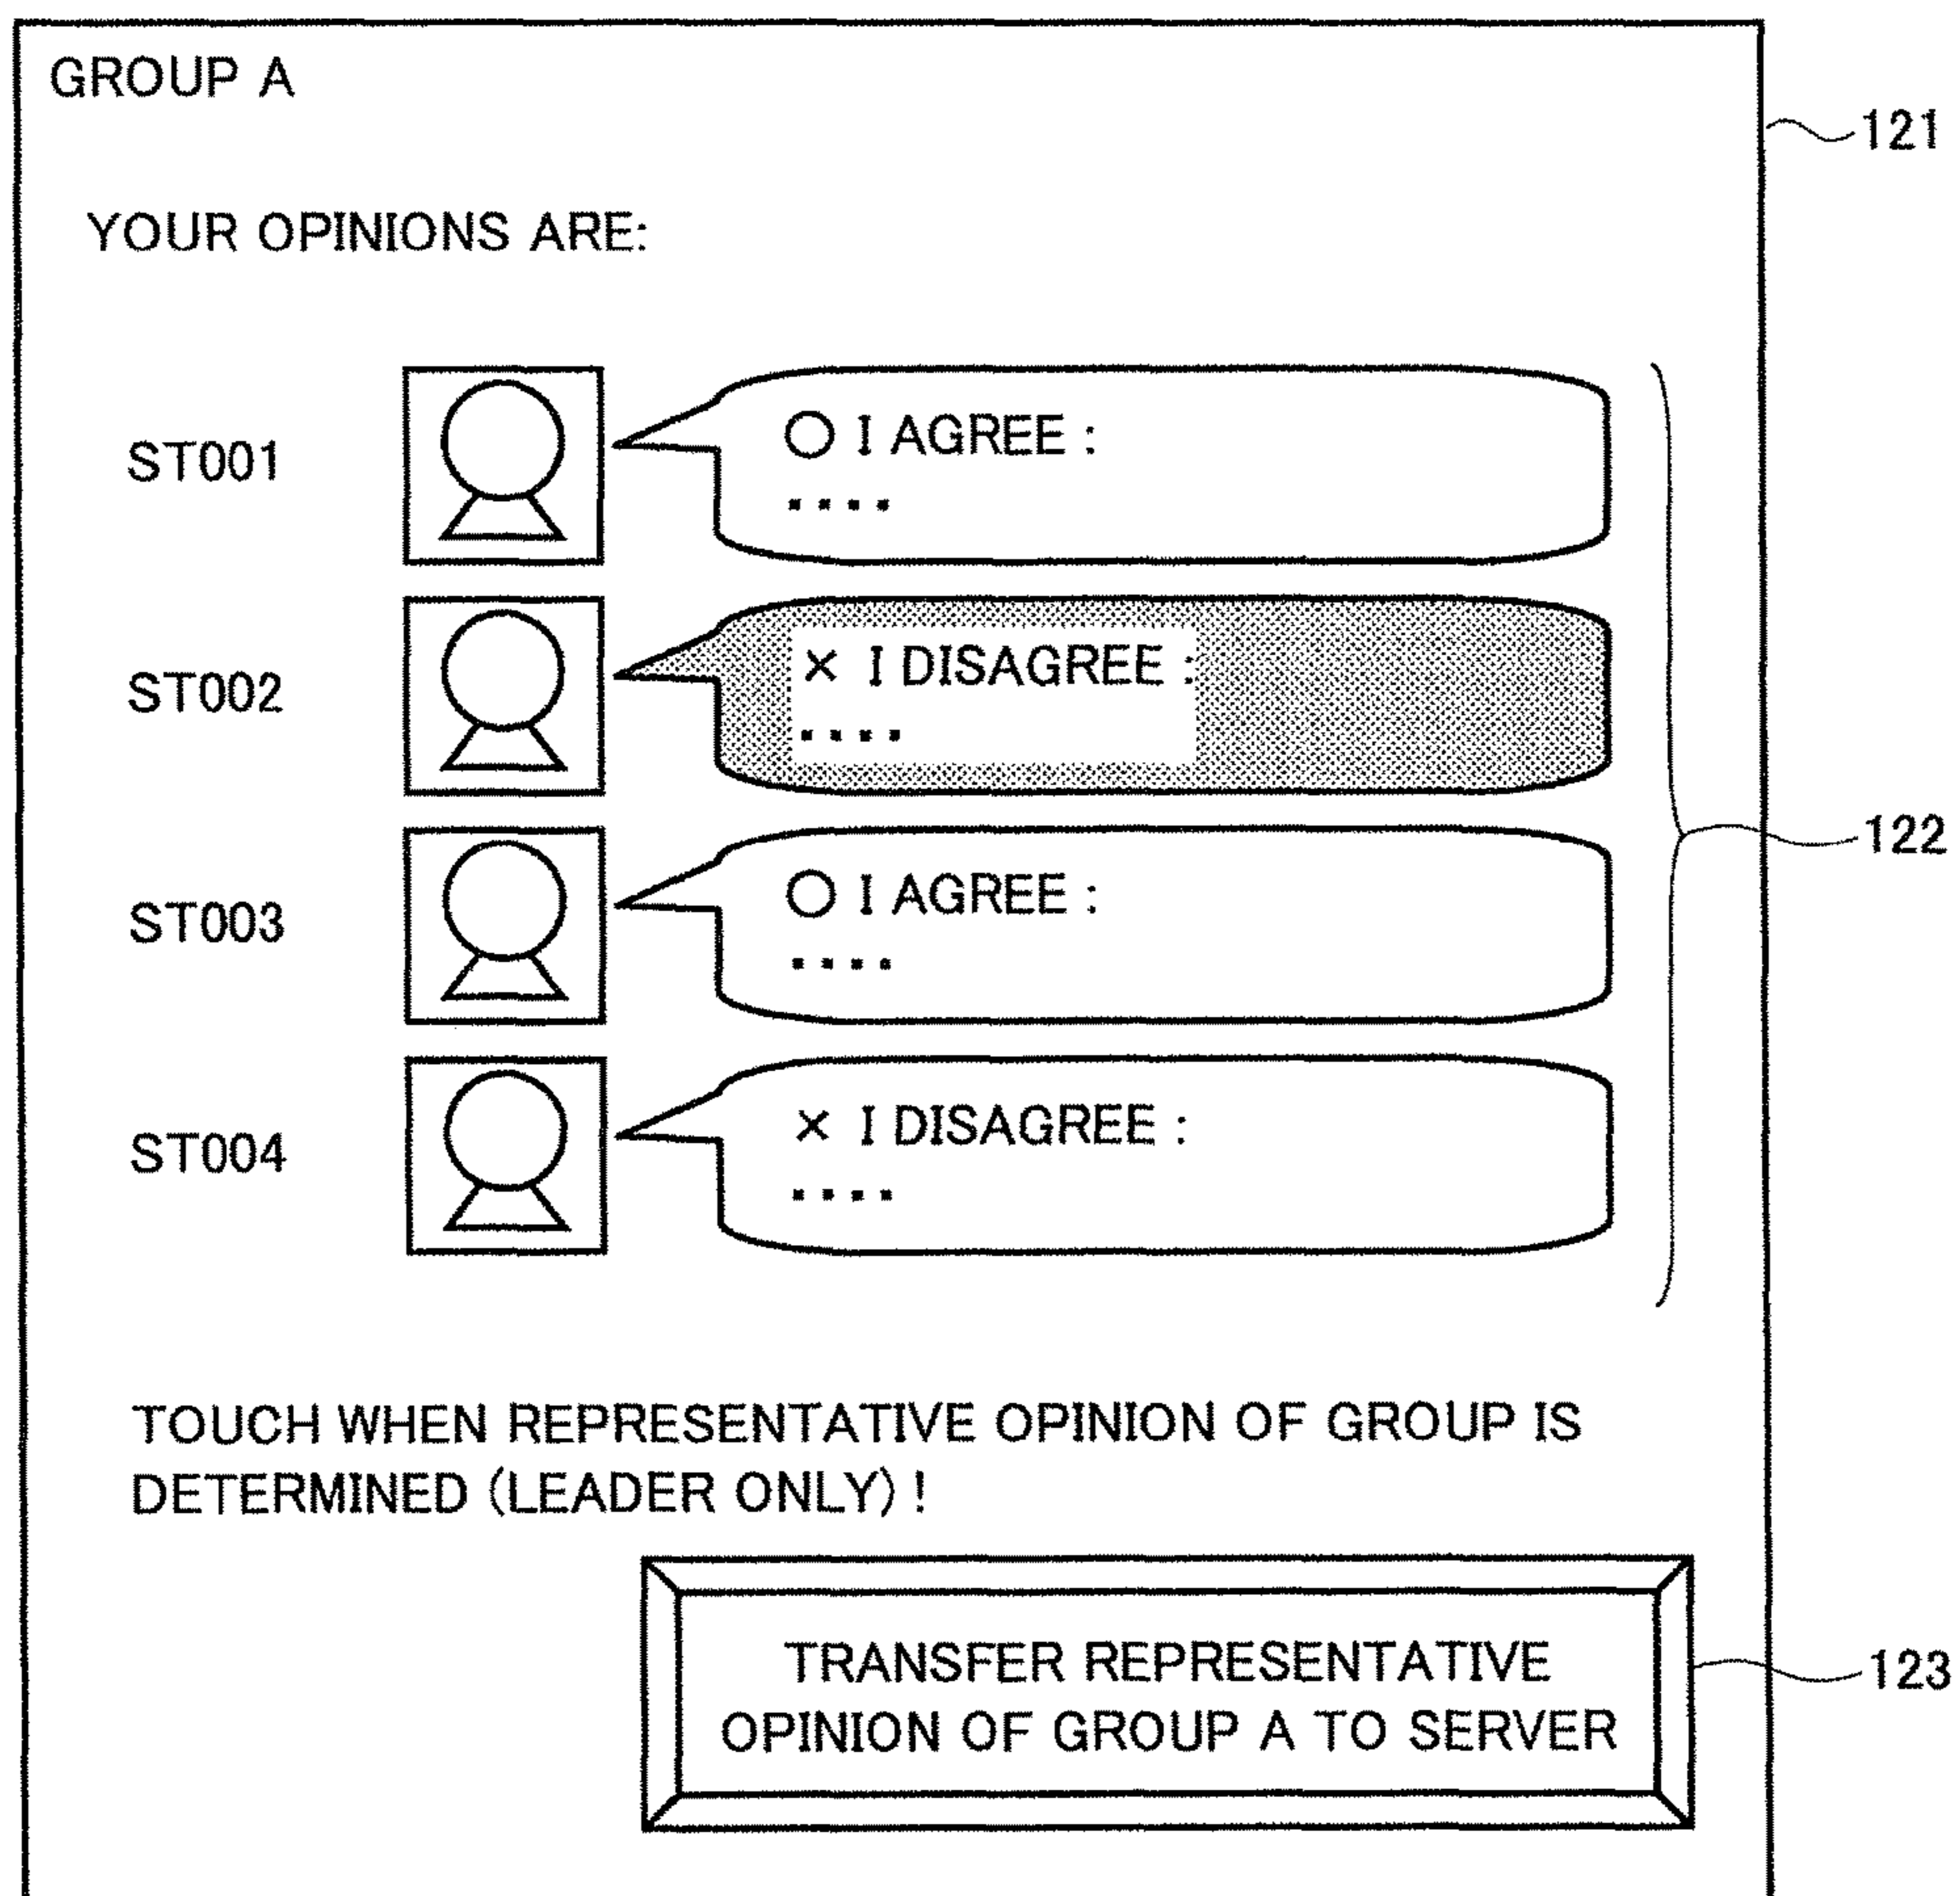 GROUP A
121
YOUR OPINIONS ARE:
ST001
○ I AGREE :
....
ST002
× I DISAGREE :
....
122
ST003
○ I AGREE :
....
ST004
× I DISAGREE :
....
TOUCH WHEN REPRESENTATIVE OPINION OF GROUP IS
DETERMINED (LEADER ONLY) !
TRANSFER REPRESENTATIVE
OPINION OF GROUP A TO SERVER
123